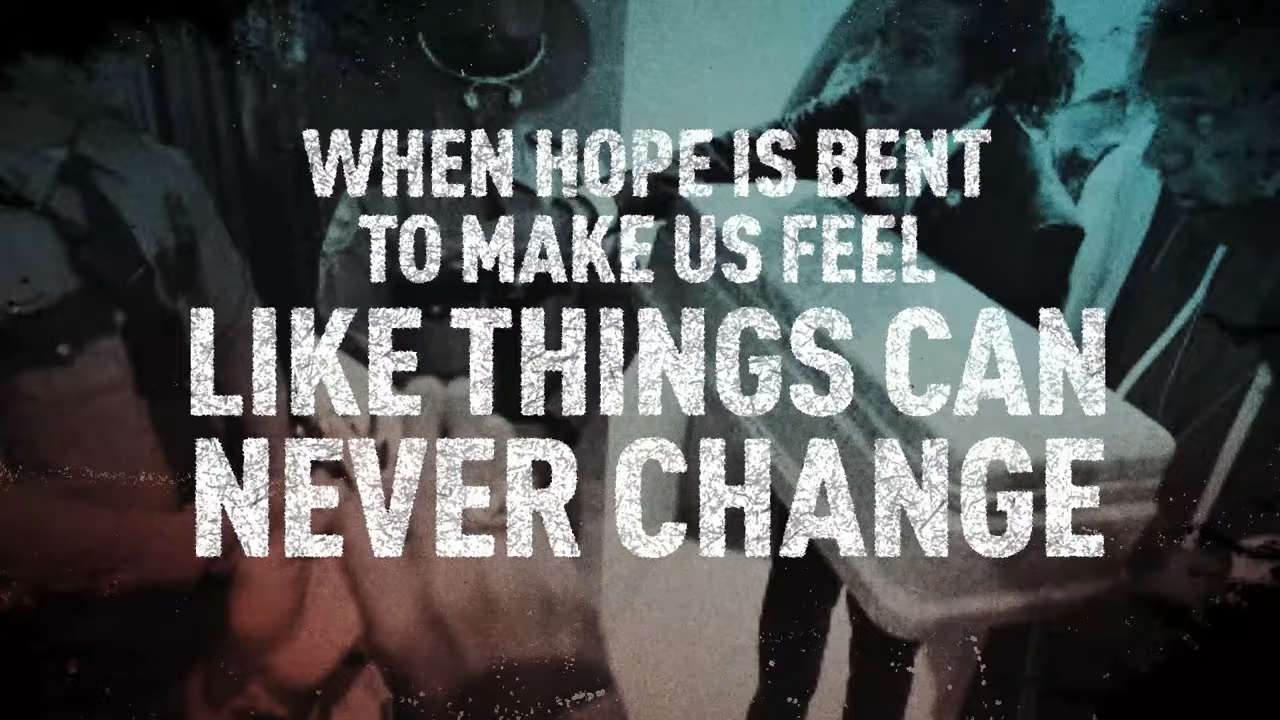 WHEN HOPE IS BENT
TO MAKE US FEEL
LIKE THINGS CAN
NEVER CHANGE